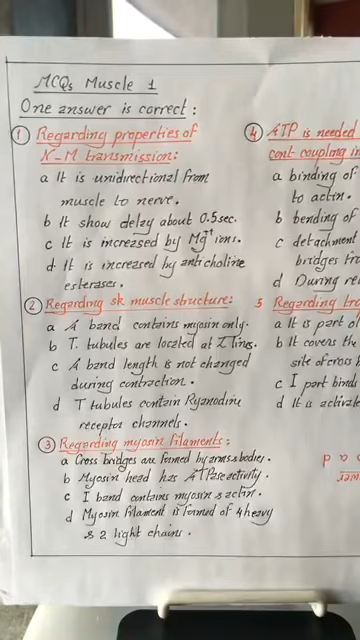 MCQs Muscle 1
One answer is correct:
1 Regarding properties of
N-M transmission:
a It is unidirectional from
muscle to nerve.
b It show delay about 0.5sec.
c It is increased by Mg++ ions.
d It is increased by anticholine
esterases.
2 Regarding sk muscle structure:
a A band contains myosin only.
b T. tubules are located at Z lines.
c A band length is not changed
during contraction.
d T tubules contain Ryanodine
receptor channels.
3 Regarding myosin filaments:
a Cross bridges are formed by arms & bodies.
b Myosin head has ATPase activity.
c I band contains myosin & actin.
d Myosin filament is formed of 4 heavy
& 2 light chains.
4 ATP is needed
cont coupling in
a binding of
to actin.
b bending of
c detachment
bridges fro
d During re
5 Regarding tro
a It is part of
b It covers the
site of cross b
c I part binds
d It is activate